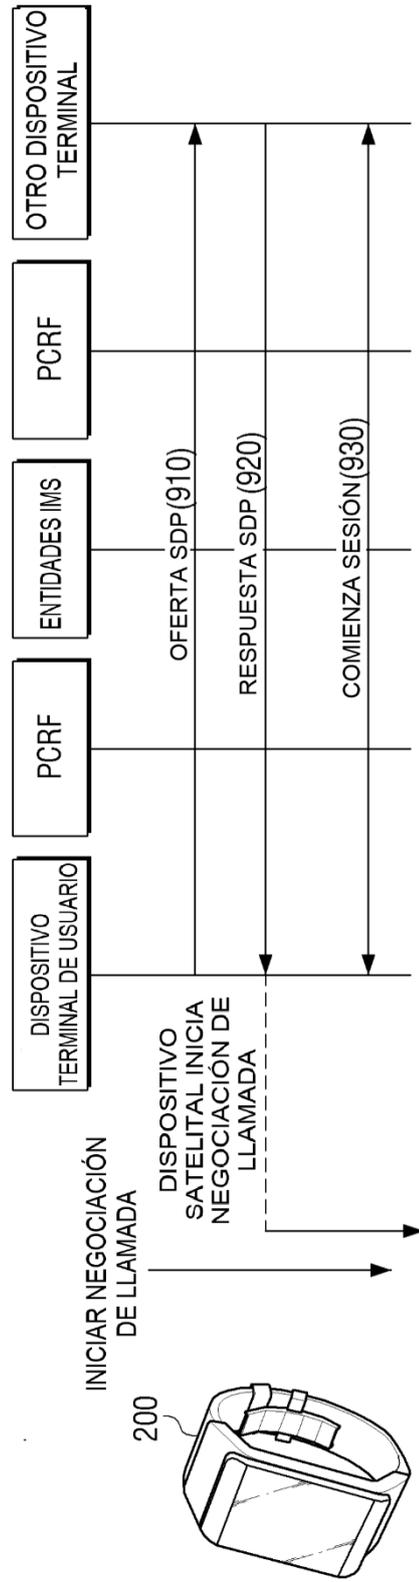 INICIAR NEGOCIACIÓN
DE LLAMADA
200
DISPOSITIVO
SATELITAL INICIA
NEGOCIACIÓN DE
LLAMADA
DISPOSITIVO
TERMINAL DE USUARIO
PCRF
ENTIDADES IMS
PCRF
OTRO DISPOSITIVO
TERMINAL
OFERTA SDP(910)
RESPUESTA SDP(920)
COMIENZA SESIÓN(930)